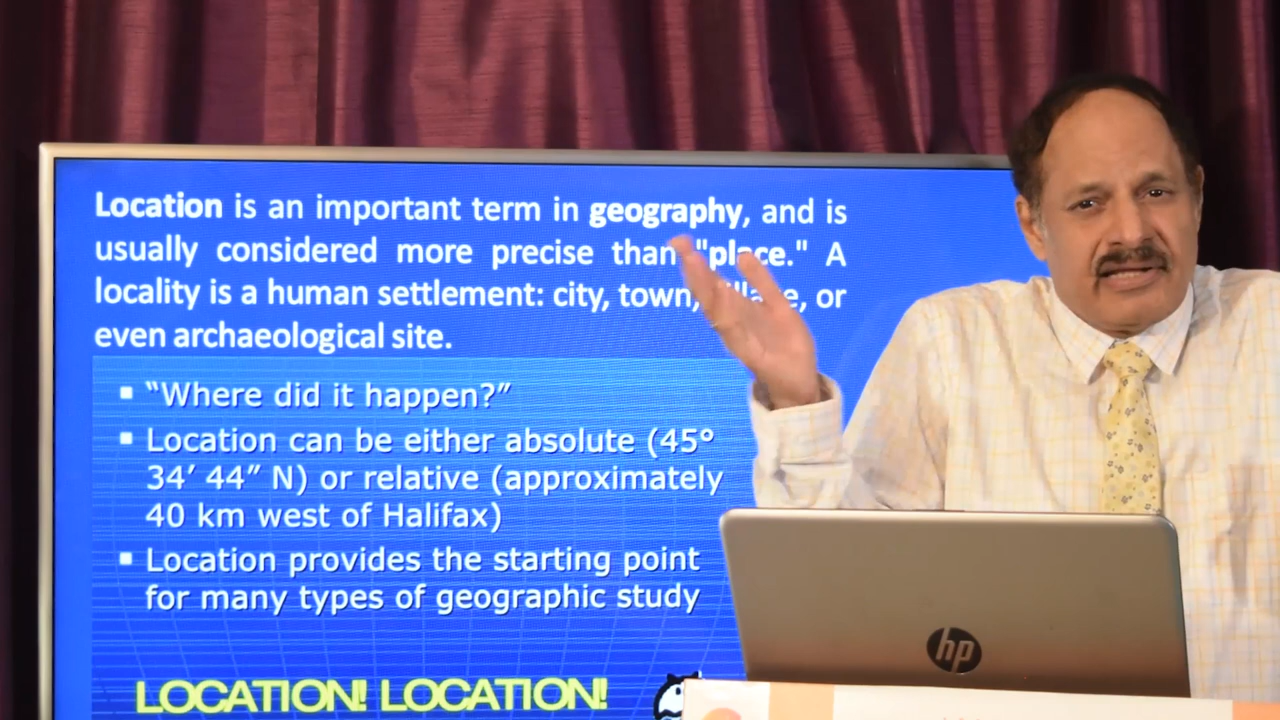 Location is an important term in geography, and is
usually considered more precise than "place." A
locality is a human settlement: city, town, village, or
even archaeological site.
▪ “Where did it happen?”
▪ Location can be either absolute (45°
34’ 44” N) or relative (approximately
40 km west of Halifax)
▪ Location provides the starting point
for many types of geographic study
LOCATION! LOCATION!
hp